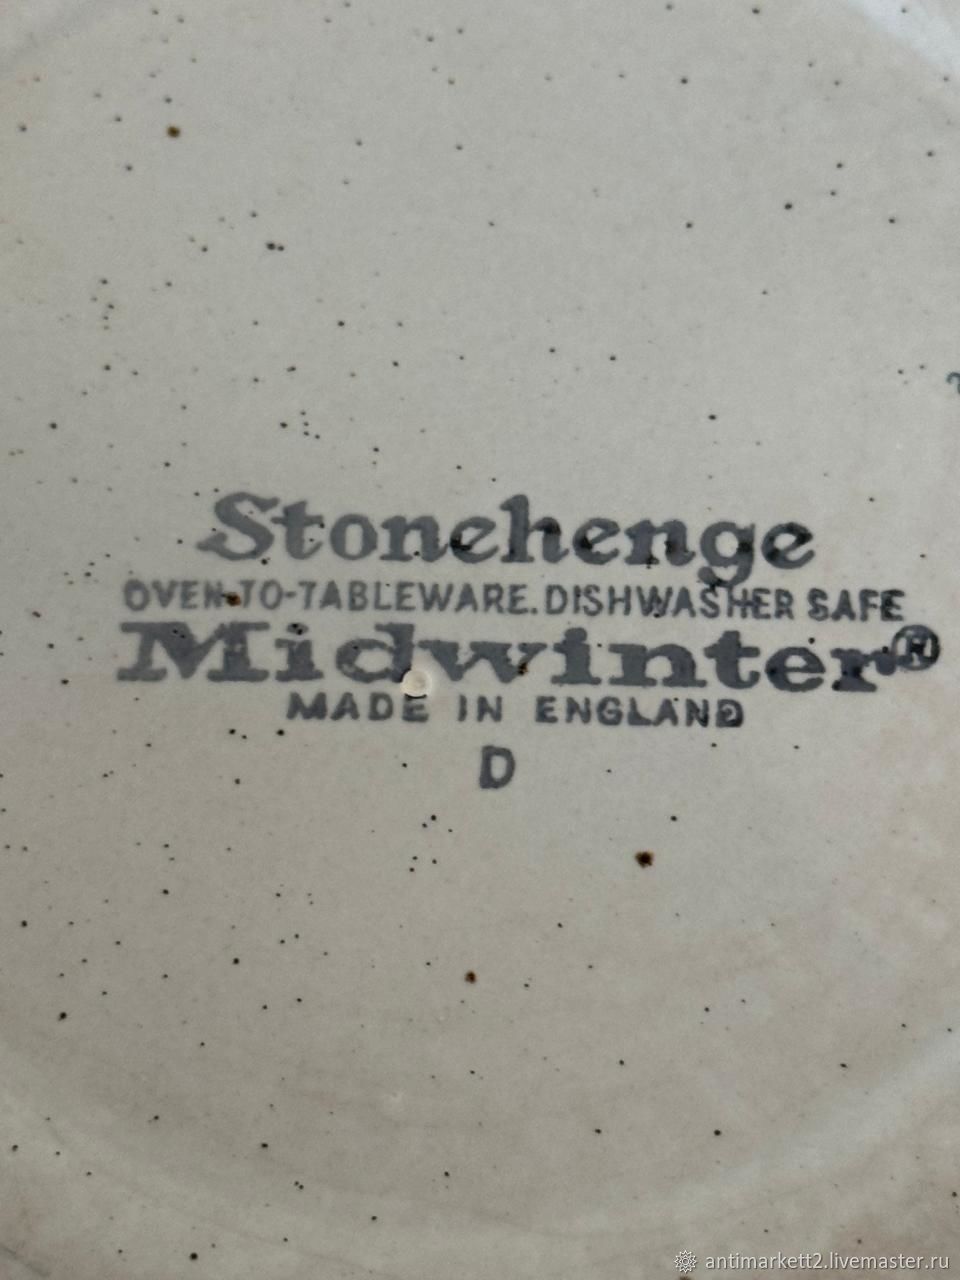 Stonehenge
OVEN-TO-TABLEWARE. DISHWASHER SAFE
Midwinter®
MADE IN ENGLAND
D
antimarkett2.livemaster.ru